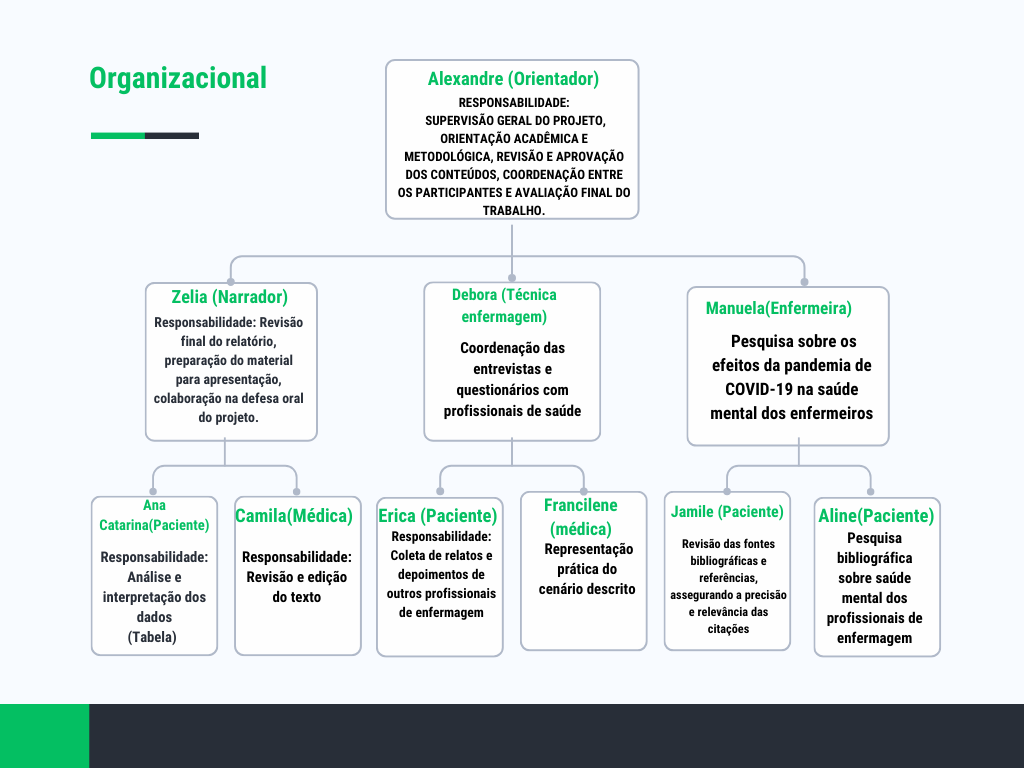 Organizacional
Alexandre (Orientador)
RESPONSABILIDADE:
SUPERVISÃO GERAL DO PROJETO,
ORIENTAÇÃO ACADÊMICA E
METODOLÓGICA, REVISÃO E APROVAÇÃO
DOS CONTEÚDOS, COORDENAÇÃO ENTRE
OS PARTICIPANTES E AVALIAÇÃO FINAL DO
TRABALHO.
Zelia (Narrador)
Responsabilidade: Revisão
final do relatório,
preparação do material
para apresentação,
colaboração na defesa oral
do projeto.
Debora (Técnica
enfermagem)
Coordenação das
entrevistas e
questionários com
profissionais de saúde
Manuela(Enfermeira)
Pesquisa sobre os
efeitos da pandemia de
COVID-19 na saúde
mental dos enfermeiros
Ana
Catarina(Paciente)
Responsabilidade:
Análise e
interpretação dos
dados
(Tabela)
Camila(Médica)
Responsabilidade:
Revisão e edição
do texto
Erica (Paciente)
Responsabilidade:
Coleta de relatos e
depoimentos de
outros profissionais
de enfermagem
Francilene
(médica)
Representação
prática do
cenário descrito
Jamile (Paciente)
Revisão das fontes
bibliográficas e
referências,
assegurando a precisão
e relevância das
citações
Aline(Paciente)
Pesquisa
bibliográfica
sobre saúde
mental dos
profissionais de
enfermagem